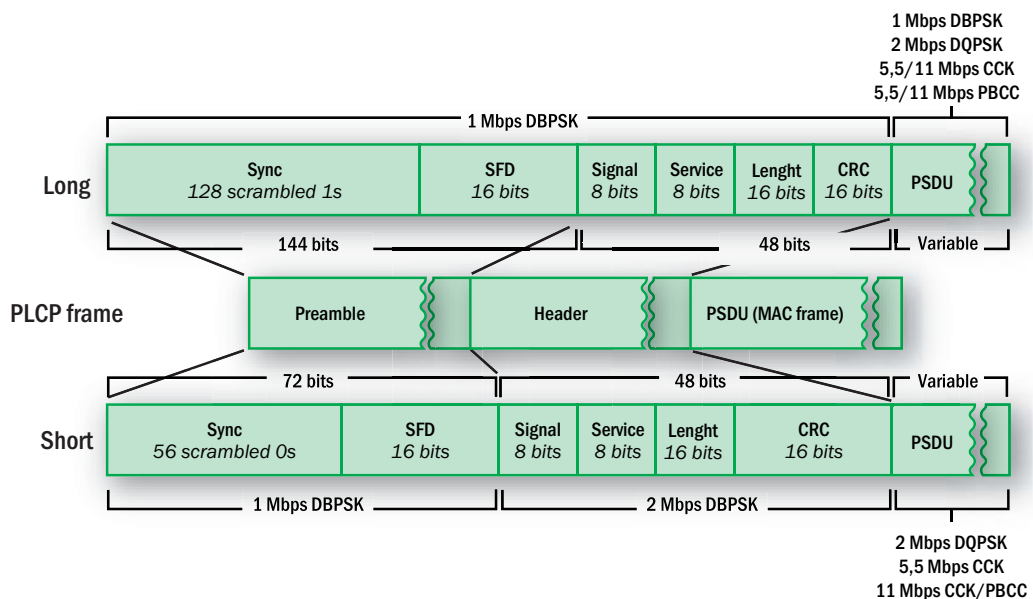 1 Mbps DBPSK
2 Mbps DQPSK
5,5/11 Mbps CCK
5,5/11 Mbps PBCC
1 Mbps DBPSK
Long
Sync
128 scrambled 1s
SFD
16 bits
Signal
8 bits
Service
8 bits
Lenght
16 bits
CRC
16 bits
PSDU
144 bits
48 bits
Variable
PLCP frame
Preamble
Header
PSDU (MAC frame)
72 bits
48 bits
Variable
Short
Sync
56 scrambled 0s
SFD
16 bits
Signal
8 bits
Service
8 bits
Lenght
16 bits
CRC
16 bits
PSDU
1 Mbps DBPSK
2 Mbps DBPSK
2 Mbps DQPSK
5,5 Mbps CCK
11 Mbps CCK/PBCC